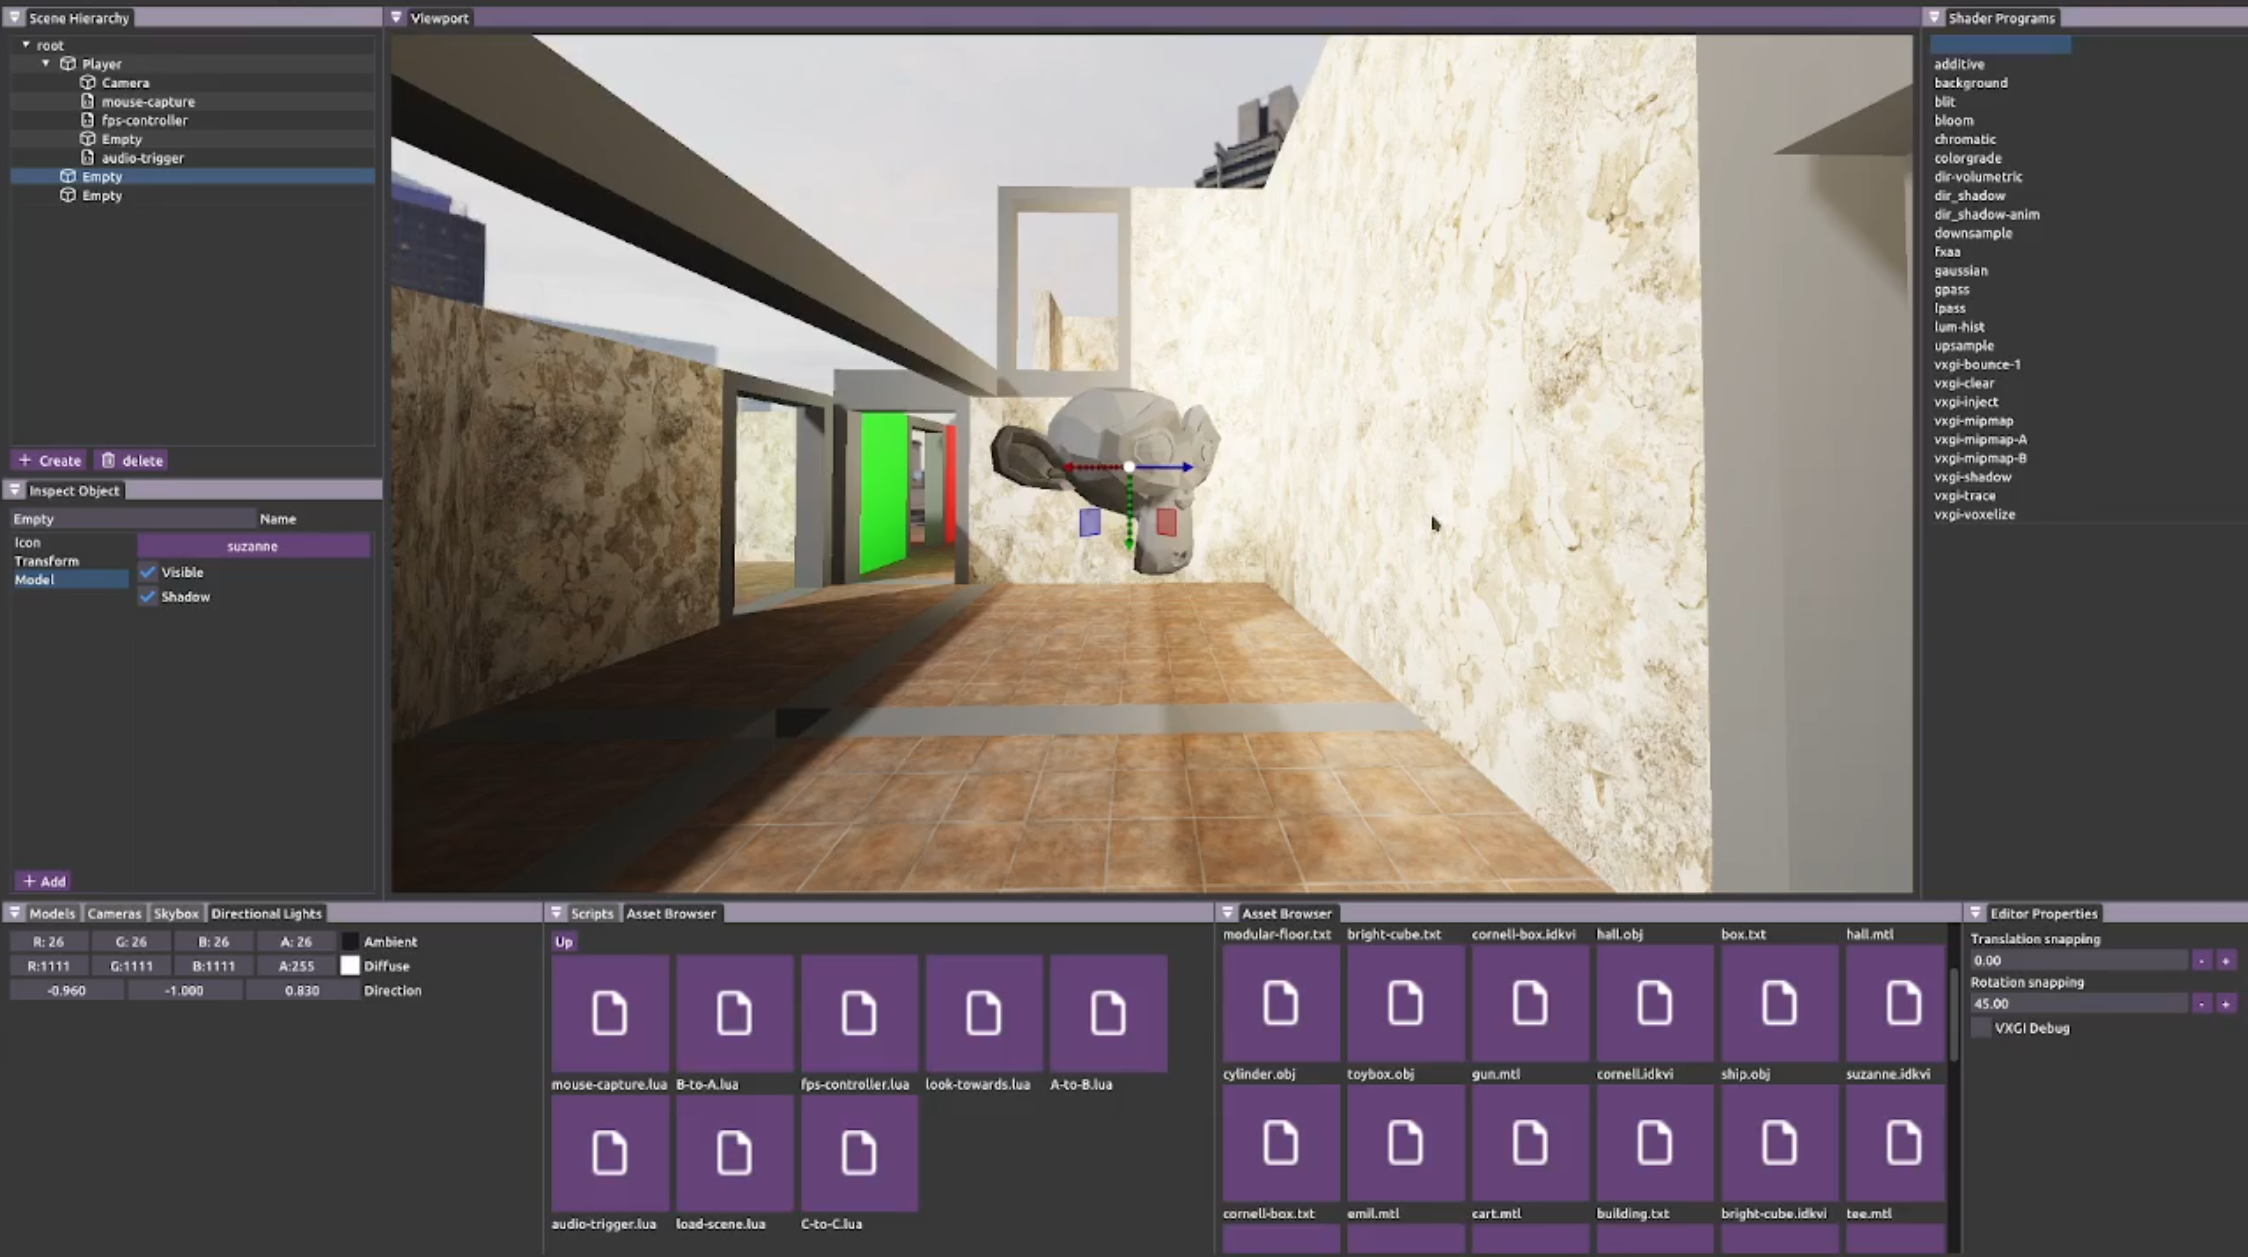 Scene Hierarchy
root
Player
Camera
mouse-capture
fps-controller
Empty
audio-trigger
Empty
Empty
+ Create
delete
Inspect Object
Empty Name
Icon
Transform
Model
suzanne
Visible
Shadow
+ Add
Viewport
Shader Programs
additive
background
blit
bloom
chromatic
colorgrade
dir-volumetric
dir_shadow
dir_shadow-anim
downsample
fxaa
gaussian
gpass
lpass
lum-hist
upsample
vxgi-bounce-1
vxgi-clear
vxgi-inject
vxgi-mipmap
vxgi-mipmap-A
vxgi-mipmap-B
vxgi-shadow
vxgi-trace
vxgi-voxelize
Models Cameras Skybox Directional Lights
R: 26 G: 26 B: 26 A: 26 Ambient
R:1111 G:1111 B:1111 A:255 Diffuse
-0.960 -1.000 0.830 Direction
Scripts Asset Browser
Up
mouse-capture.lua B-to-A.lua fps-controller.lua look-towards.lua A-to-B.lua
audio-trigger.lua load-scene.lua C-to-C.lua
Asset Browser
modular-floor.txt bright-cube.txt cornell-box.idkvi hall.obj box.txt hall.mtl
cylinder.obj toybox.obj gun.mtl cornell.idkvi ship.obj suzanne.idkvi
cornell-box.txt emil.mtl cart.mtl building.txt bright-cube.idkvi tee.mtl
Editor Properties
Translation snapping
0.00 - +
Rotation snapping
45.00 - +
VXGI Debug